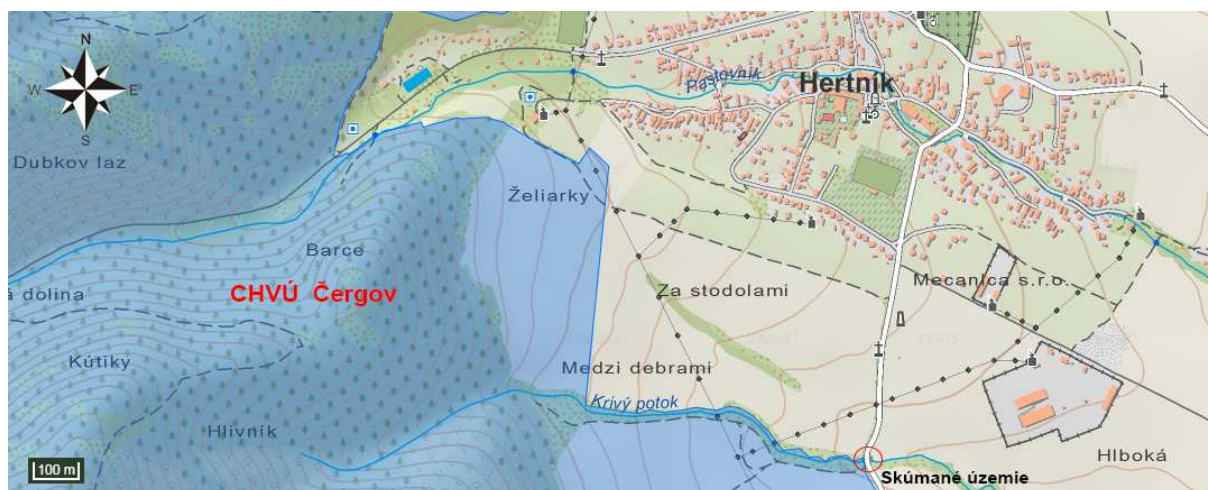 N
W
E
S
Pastovník
Hertník
Dubkov laz
Želiarky
Barce
á dolina
CHVÚ Čergov
Za stodolami
Mecanica s.r.o.
Kútiky
Medzi debrami
Krivý potok
Hlivník
Hlboká
100 m
Skúmané územie